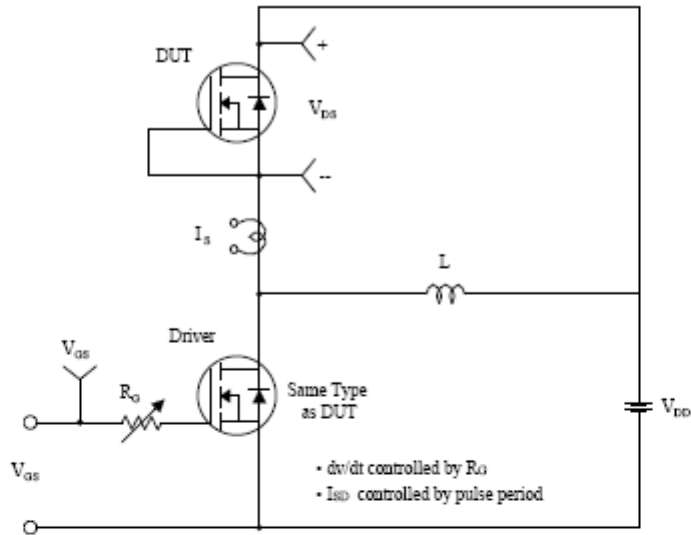 DUT
+
VDS
--
IS
L
Driver
VGS
RG
Same Type
as DUT
VDD
VGS
• dv/dt controlled by RG
• ISD controlled by pulse period